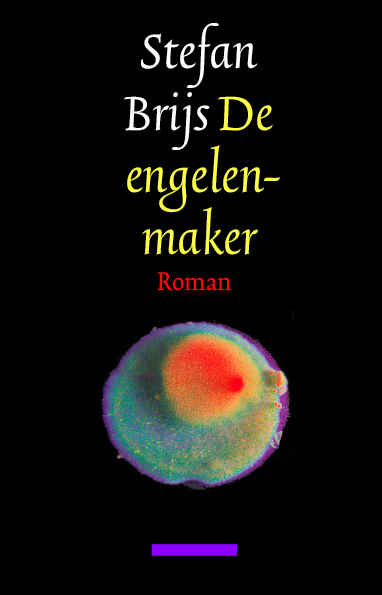 Stefan
Brijs De
engelen-
maker
Roman